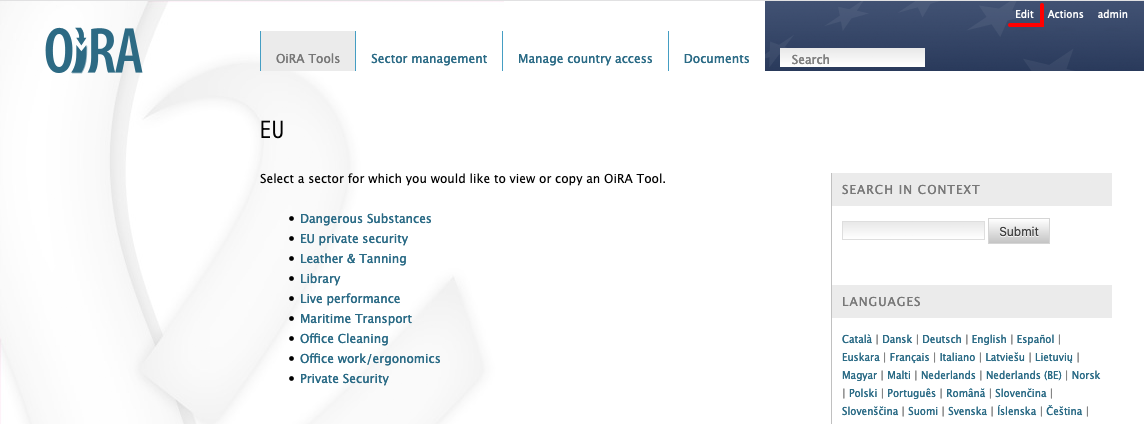 Edit Actions admin
OiRA
OiRA Tools Sector management Manage country access Documents Search
EU
Select a sector for which you would like to view or copy an OiRA Tool.
• Dangerous Substances
• EU private security
• Leather & Tanning
• Library
• Live performance
• Maritime Transport
• Office Cleaning
• Office work/ergonomics
• Private Security
SEARCH IN CONTEXT
Submit
LANGUAGES
Català | Dansk | Deutsch | English | Español |
Euskara | Français | Italiano | Latviešu | Lietuvių |
Magyar | Malti | Nederlands | Nederlands (BE) | Norsk
| Polski | Português | Română | Slovenčina |
Slovenščina | Suomi | Svenska | Íslenska | Čeština |